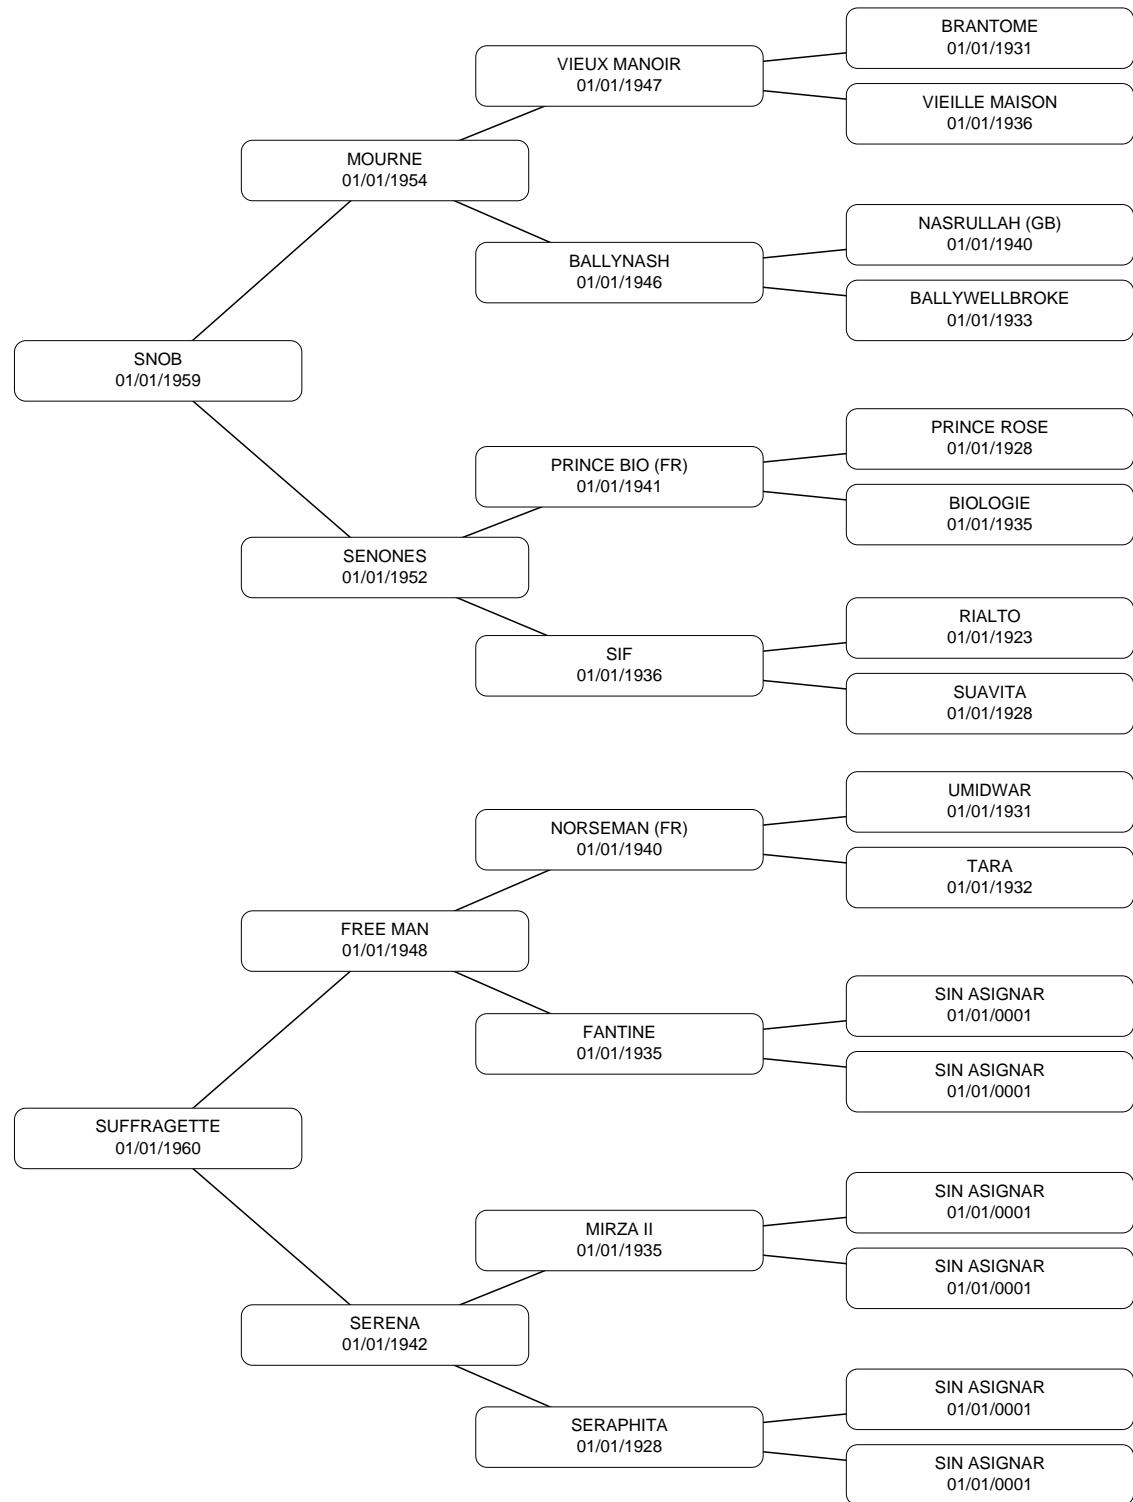 BRANTOME
01/01/1931
VIEUX MANOIR
01/01/1947
VIEILLE MAISON
01/01/1936
MOURNE
01/01/1954
NASRULLAH (GB)
01/01/1940
BALLYNASH
01/01/1946
BALLYWELLBROKE
01/01/1933
SNOB
01/01/1959
PRINCE ROSE
01/01/1928
PRINCE BIO (FR)
01/01/1941
BIOLOGIE
01/01/1935
SENONES
01/01/1952
RIALTO
01/01/1923
SIF
01/01/1936
SUAVITA
01/01/1928
UMIDWAR
01/01/1931
NORSEMAN (FR)
01/01/1940
TARA
01/01/1932
FREE MAN
01/01/1948
SIN ASIGNAR
01/01/0001
FANTINE
01/01/1935
SIN ASIGNAR
01/01/0001
SUFFRAGETTE
01/01/1960
SIN ASIGNAR
01/01/0001
MIRZA II
01/01/1935
SIN ASIGNAR
01/01/0001
SERENA
01/01/1942
SIN ASIGNAR
01/01/0001
SERAPHITA
01/01/1928
SIN ASIGNAR
01/01/0001